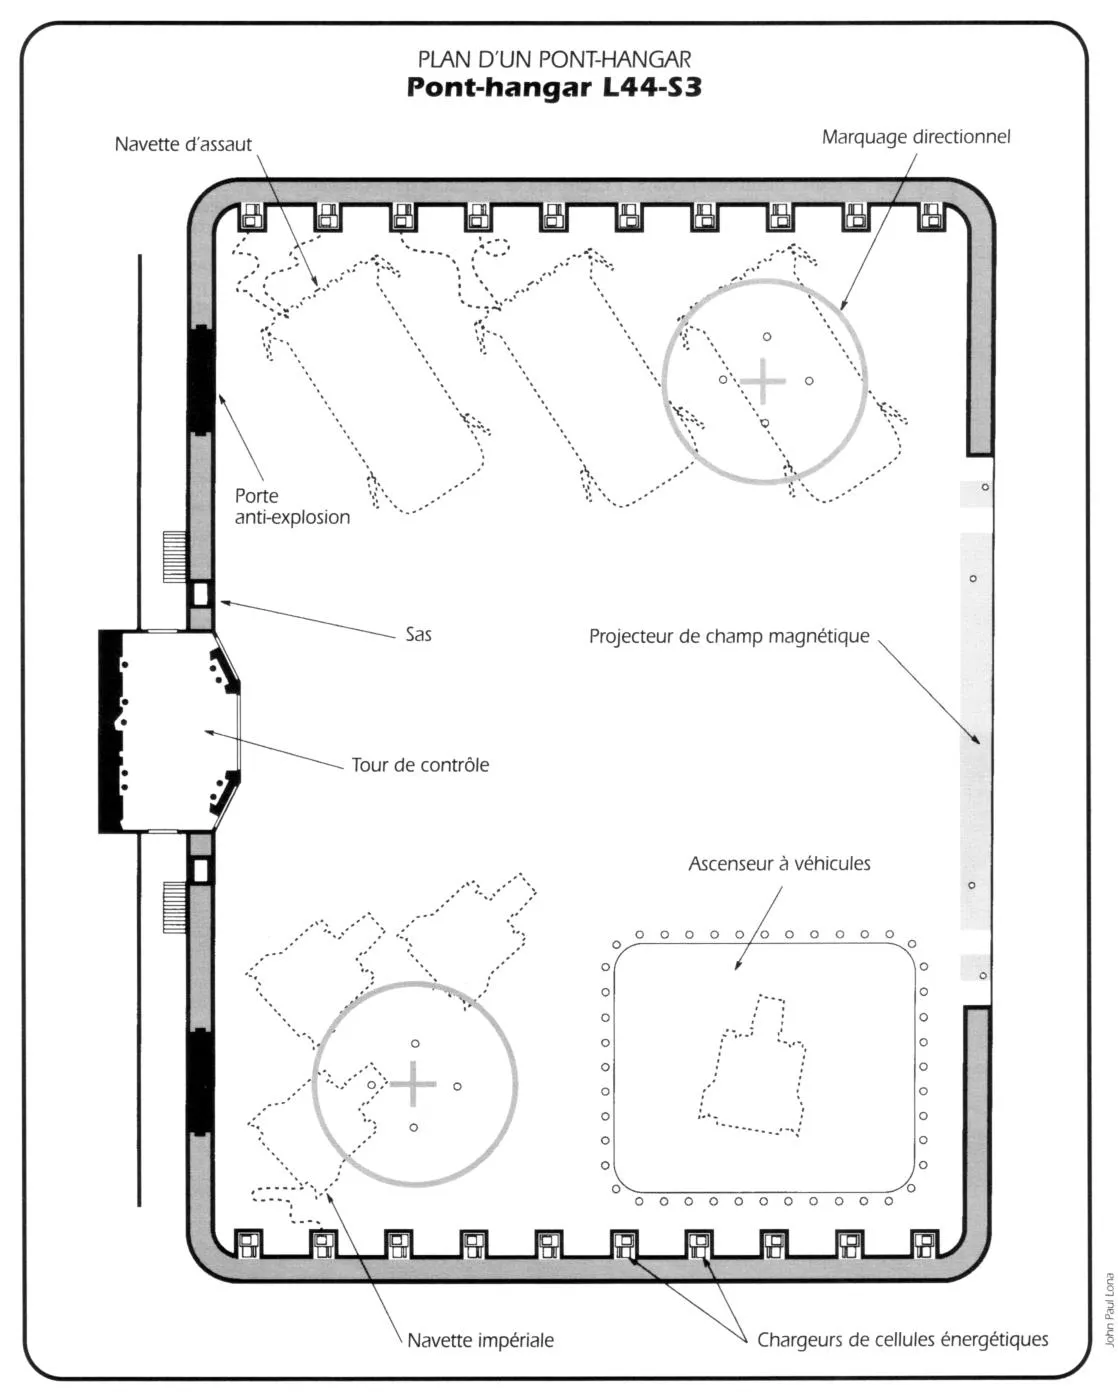 PLAN D'UN PONT-HANGAR
Pont-hangar L44-S3
Navette d'assaut
Marquage directionnel
Porte
anti-explosion
Sas
Projecteur de champ magnétique
Tour de contrôle
Ascenseur à véhicules
Navette impériale
Chargeurs de cellules énergétiques
John Paul Lona